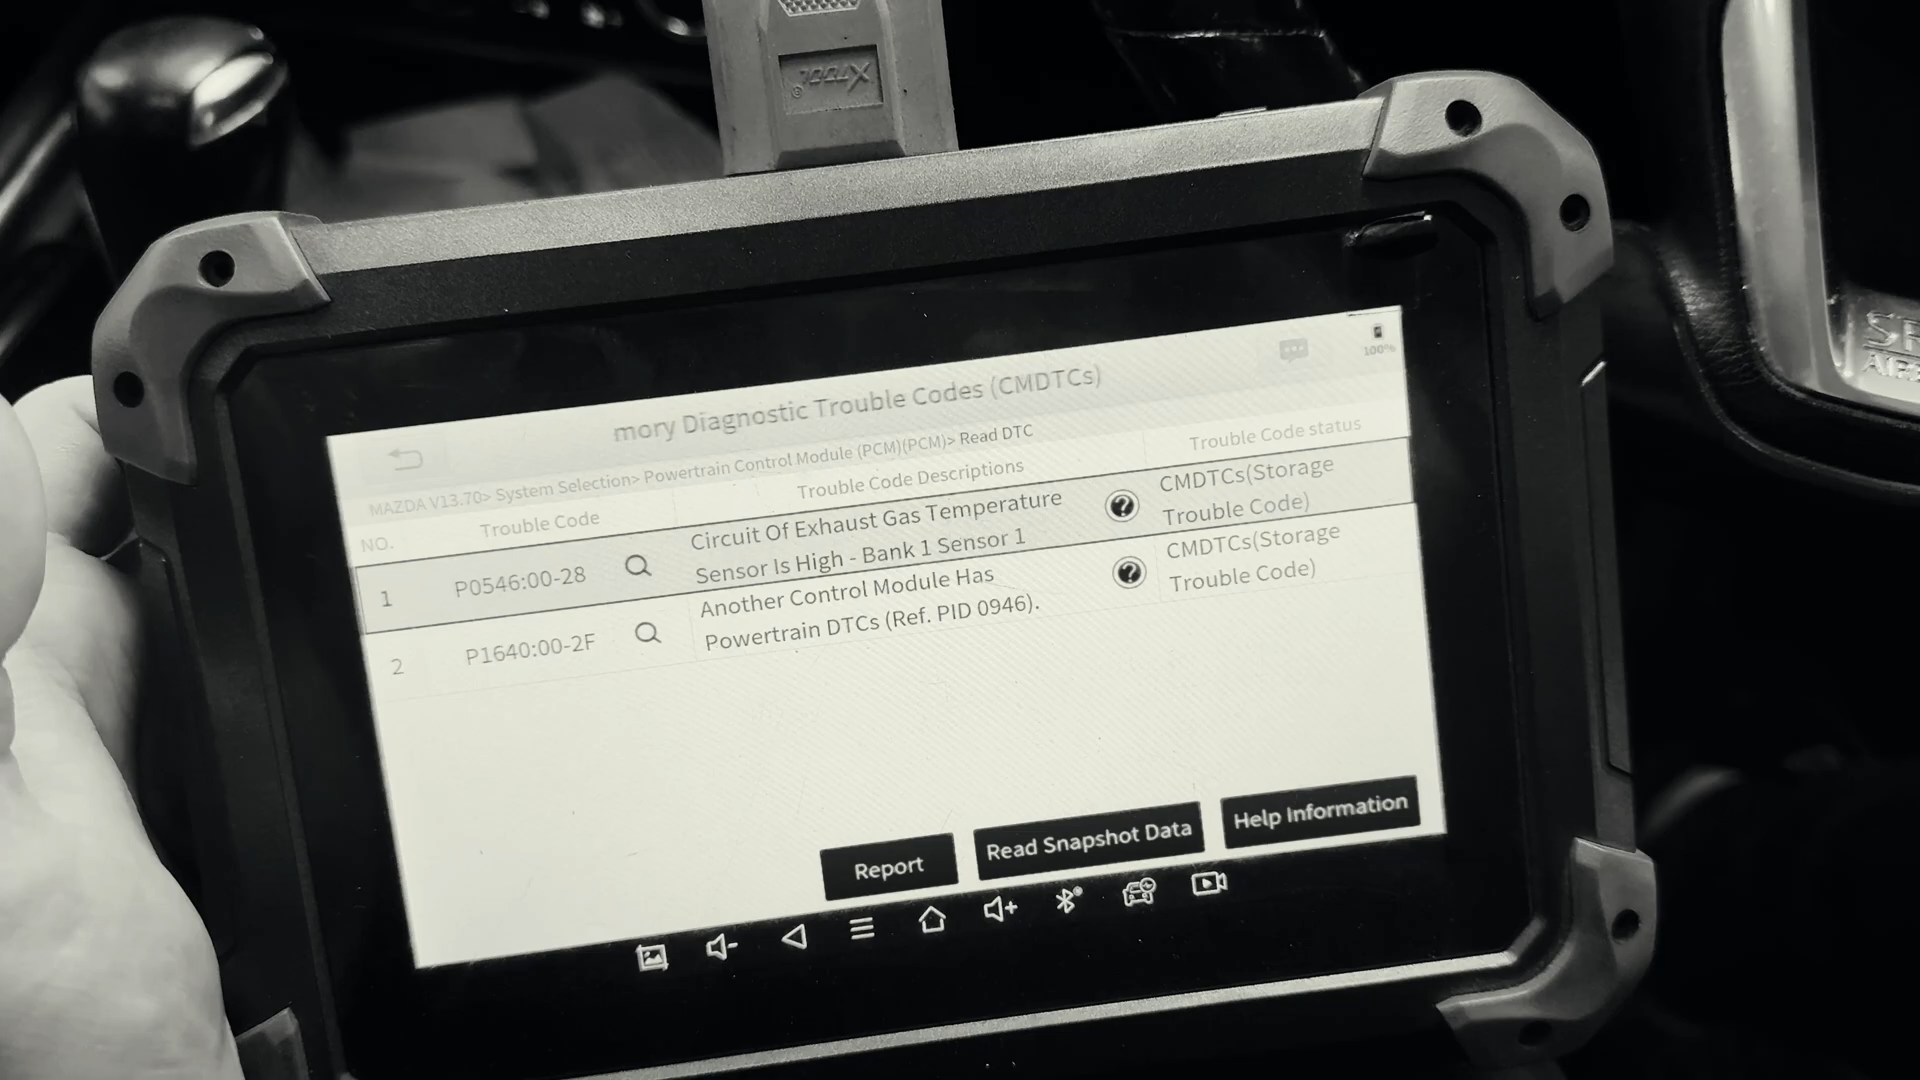 XTOOL
mory Diagnostic Trouble Codes (CMDTCs)
100%
MAZDA V13.70> System Selection> Powertrain Control Module (PCM)(PCM)> Read DTC
NO.
Trouble Code
Trouble Code Descriptions
Trouble Code status
1
P0546:00-28
Circuit Of Exhaust Gas Temperature
Sensor Is High - Bank 1 Sensor 1
?
CMDTCs(Storage
Trouble Code)
2
P1640:00-2F
Another Control Module Has
Powertrain DTCs (Ref. PID 0946).
?
CMDTCs(Storage
Trouble Code)
Report
Read Snapshot Data
Help Information